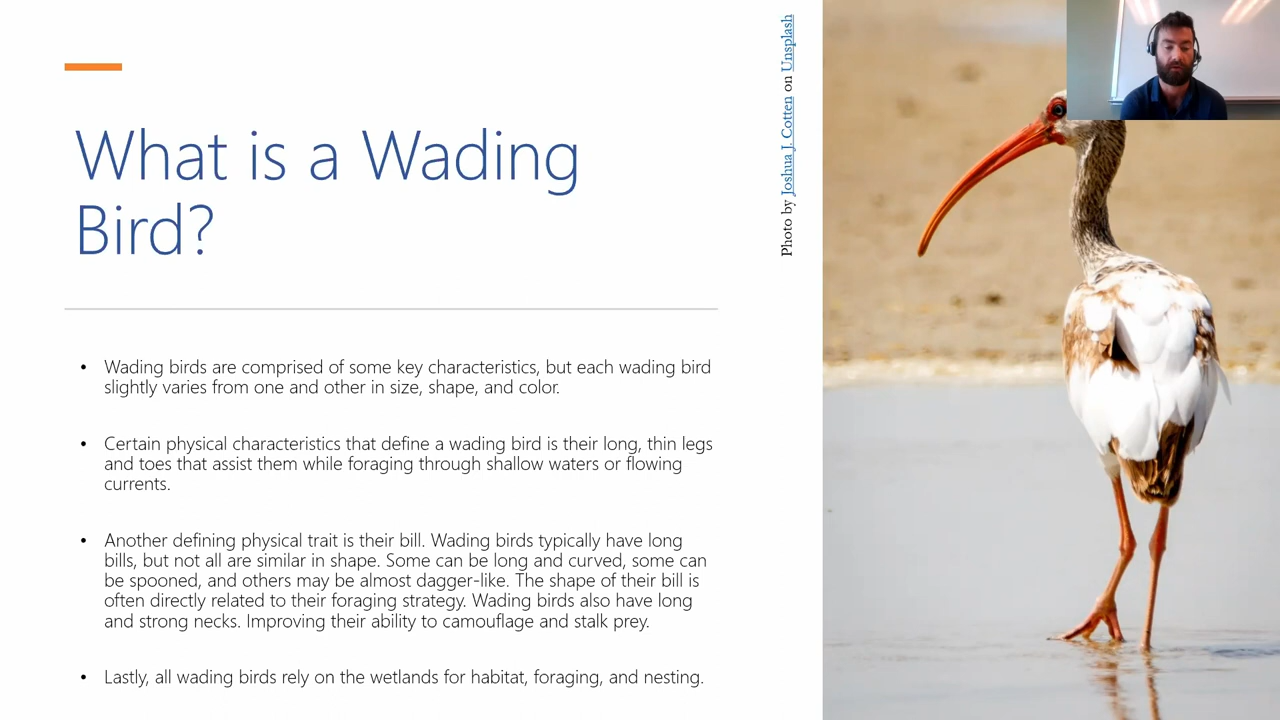 What is a Wading
Bird?
Photo by Joshua J. Cotten on Unsplash
• Wading birds are comprised of some key characteristics, but each wading bird
slightly varies from one and other in size, shape, and color.
• Certain physical characteristics that define a wading bird is their long, thin legs
and toes that assist them while foraging through shallow waters or flowing
currents.
• Another defining physical trait is their bill. Wading birds typically have long
bills, but not all are similar in shape. Some can be long and curved, some can
be spooned, and others may be almost dagger-like. The shape of their bill is
often directly related to their foraging strategy. Wading birds also have long
and strong necks. Improving their ability to camouflage and stalk prey.
• Lastly, all wading birds rely on the wetlands for habitat, foraging, and nesting.